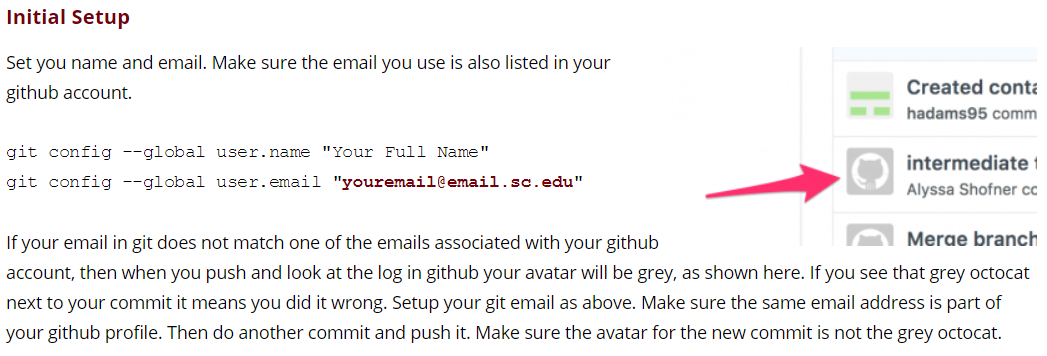 Initial Setup
Set you name and email. Make sure the email you use is also listed in your
github account.
git config --global user.name "Your Full Name"
git config --global user.email "youremail@email.sc.edu"
If your email in git does not match one of the emails associated with your github
account, then when you push and look at the log in github your avatar will be grey, as shown here. If you see that grey octocat
next to your commit it means you did it wrong. Setup your git email as above. Make sure the same email address is part of
your github profile. Then do another commit and push it. Make sure the avatar for the new commit is not the grey octocat.
Created conta
hadams95 comm
intermediate
Alyssa Shofner co
Merge branch